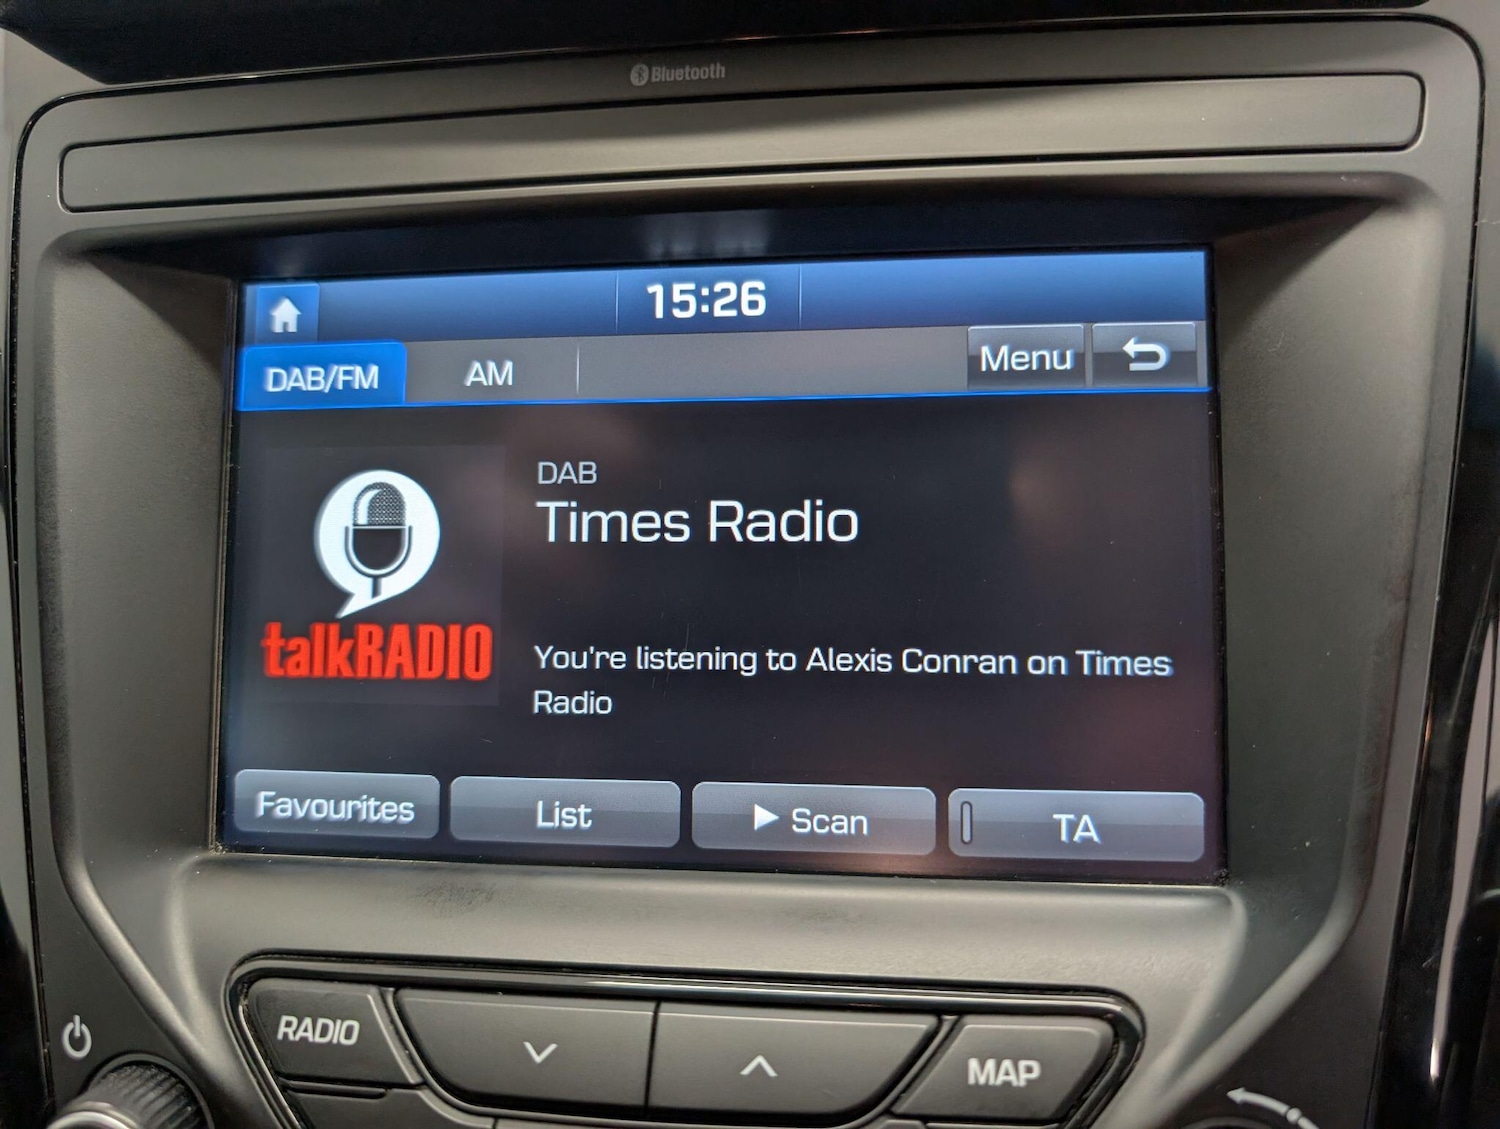 Bluetooth
15:26
DAB/FM
AM
Menu
DAB
Times Radio
talkRADIO
You're listening to Alexis Conran on Times
Radio
Favourites
List
Scan
TA
RADIO
MAP